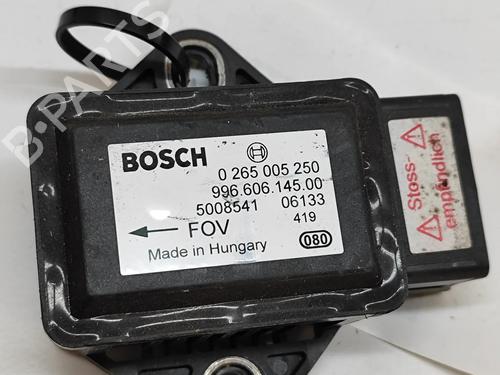 B-PARTS
BOSCH
0 265 005 250
996.606.145.00
5008541 06133
← FOV 419
Made in Hungary 080
Stoss-
empfindlich